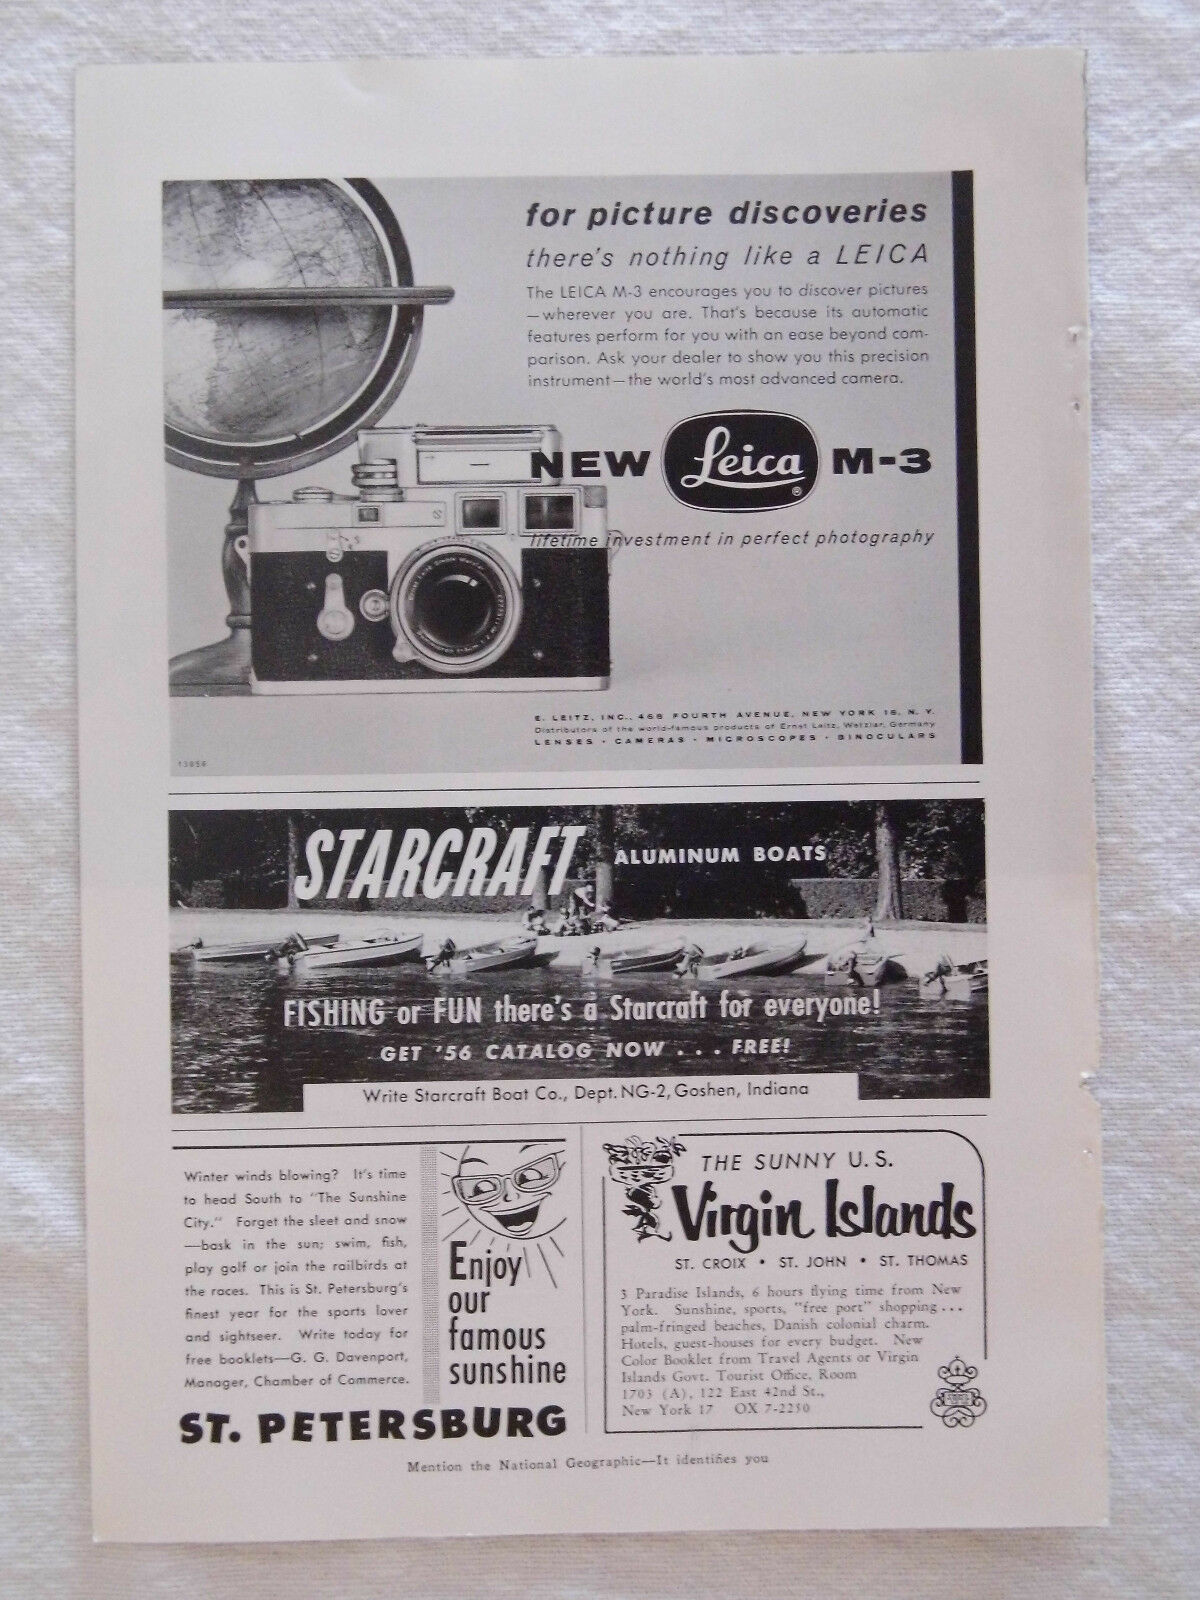 for picture discoveries
there's nothing like a LEICA
The LEICA M-3 encourages you to discover pictures
—wherever you are. That's because its automatic
features perform for you with an ease beyond com-
parison. Ask your dealer to show you this precision
instrument—the world's most advanced camera.
NEW Leica ® M-3
lifetime investment in perfect photography
E. LEITZ, INC., 468 FOURTH AVENUE, NEW YORK 16, N. Y.
Distributors of the world-famous products of Ernst Leitz, Wetzlar, Germany
LENSES • CAMERAS • MICROSCOPES • BINOCULARS
13856
STARCRAFT ALUMINUM BOATS
FISHING or FUN there's a Starcraft for everyone!
GET '56 CATALOG NOW . . . FREE!
Write Starcraft Boat Co., Dept. NG-2, Goshen, Indiana
Winter winds blowing? It's time
to head South to "The Sunshine
City." Forget the sleet and snow
—bask in the sun; swim, fish,
play golf or join the railbirds at
the races. This is St. Petersburg's
finest year for the sports lover
and sightseer. Write today for
free booklets—G. G. Davenport,
Manager, Chamber of Commerce.
Enjoy
our
famous
sunshine
ST. PETERSBURG
THE SUNNY U. S.
Virgin Islands
ST. CROIX • ST. JOHN • ST. THOMAS
3 Paradise Islands, 6 hours flying time from New
York. Sunshine, sports, "free port" shopping . . .
palm-fringed beaches, Danish colonial charm.
Hotels, guest-houses for every budget. New
Color Booklet from Travel Agents or Virgin
Islands Govt. Tourist Office, Room
1703 (A), 122 East 42nd St.,
New York 17 OX 7-2250
Mention the National Geographic—It identifies you